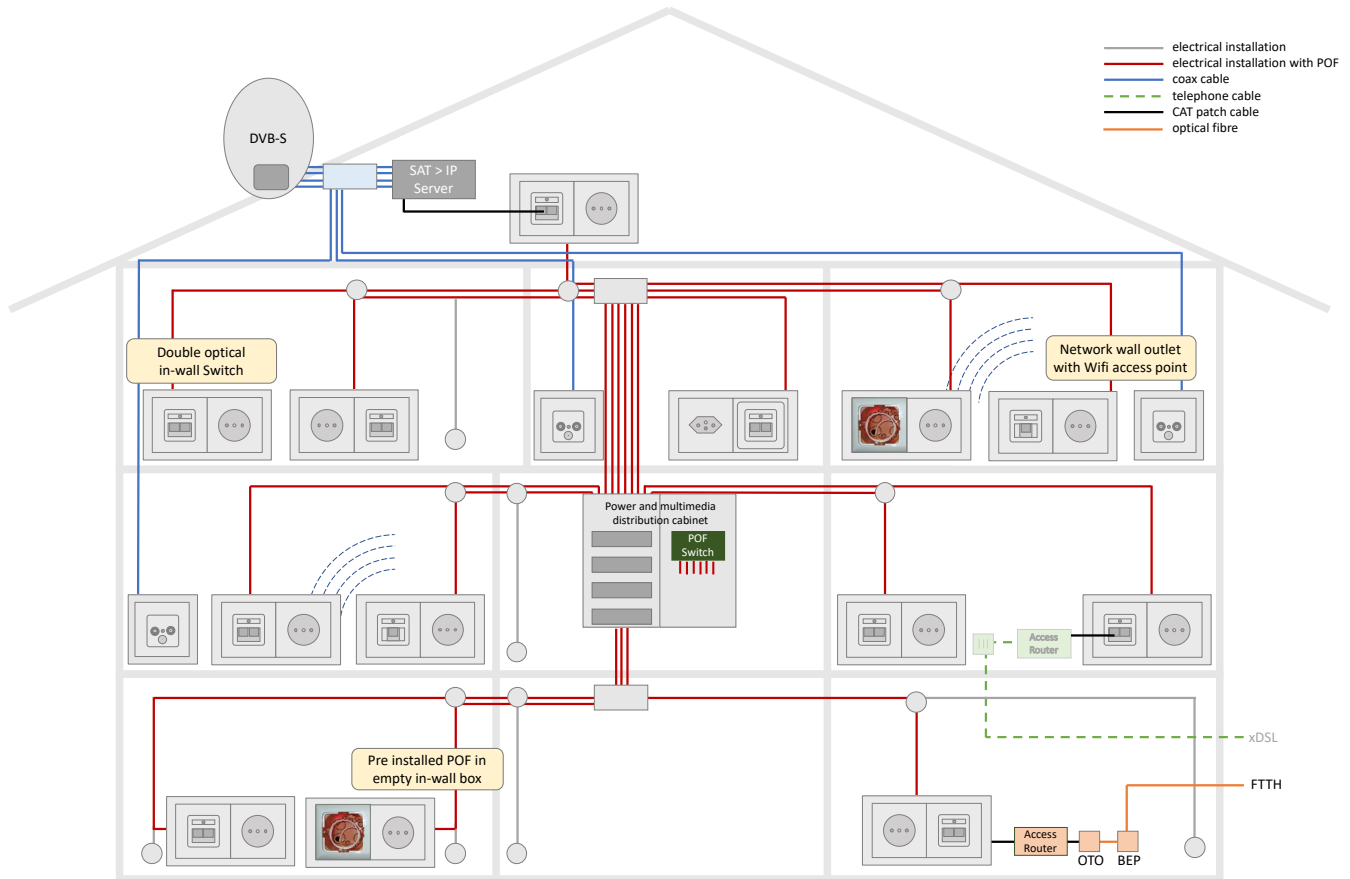 electrical installation
electrical installation with POF
coax cable
telephone cable
CAT patch cable
optical fibre
DVB-S
SAT > IP
Server
Double optical
in-wall Switch
Network wall outlet
with Wifi access point
Power and multimedia
distribution cabinet
POF
Switch
Access
Router
xDSL
Pre installed POF in
empty in-wall box
FTTH
Access
Router
OTO
BEP